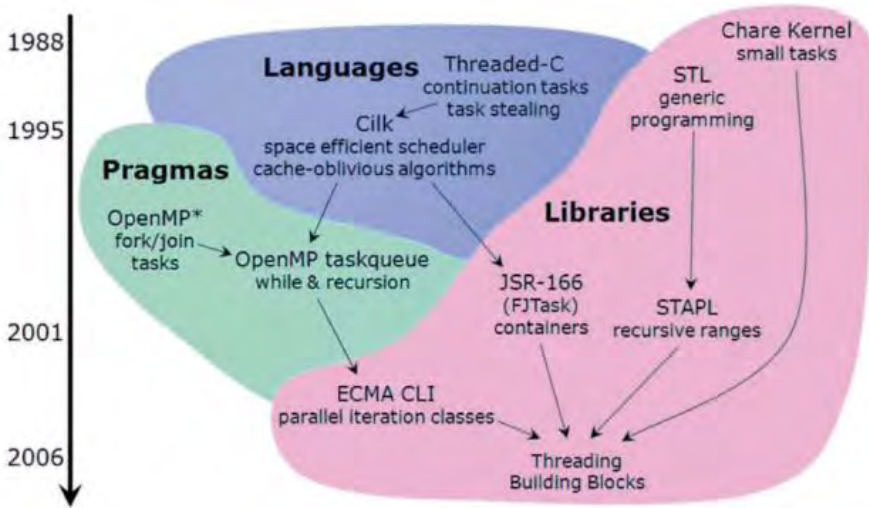 1988
1995
2001
2006
Languages
Threaded-C
continuation tasks
task stealing
Cilk
space efficient scheduler
cache-oblivious algorithms
Pragmas
OpenMP*
fork/join
tasks
OpenMP taskqueue
while & recursion
Libraries
Chare Kernel
small tasks
STL
generic
programming
JSR-166
(FJTask)
containers
STAPL
recursive ranges
ECMA CLI
parallel iteration classes
Threading
Building Blocks